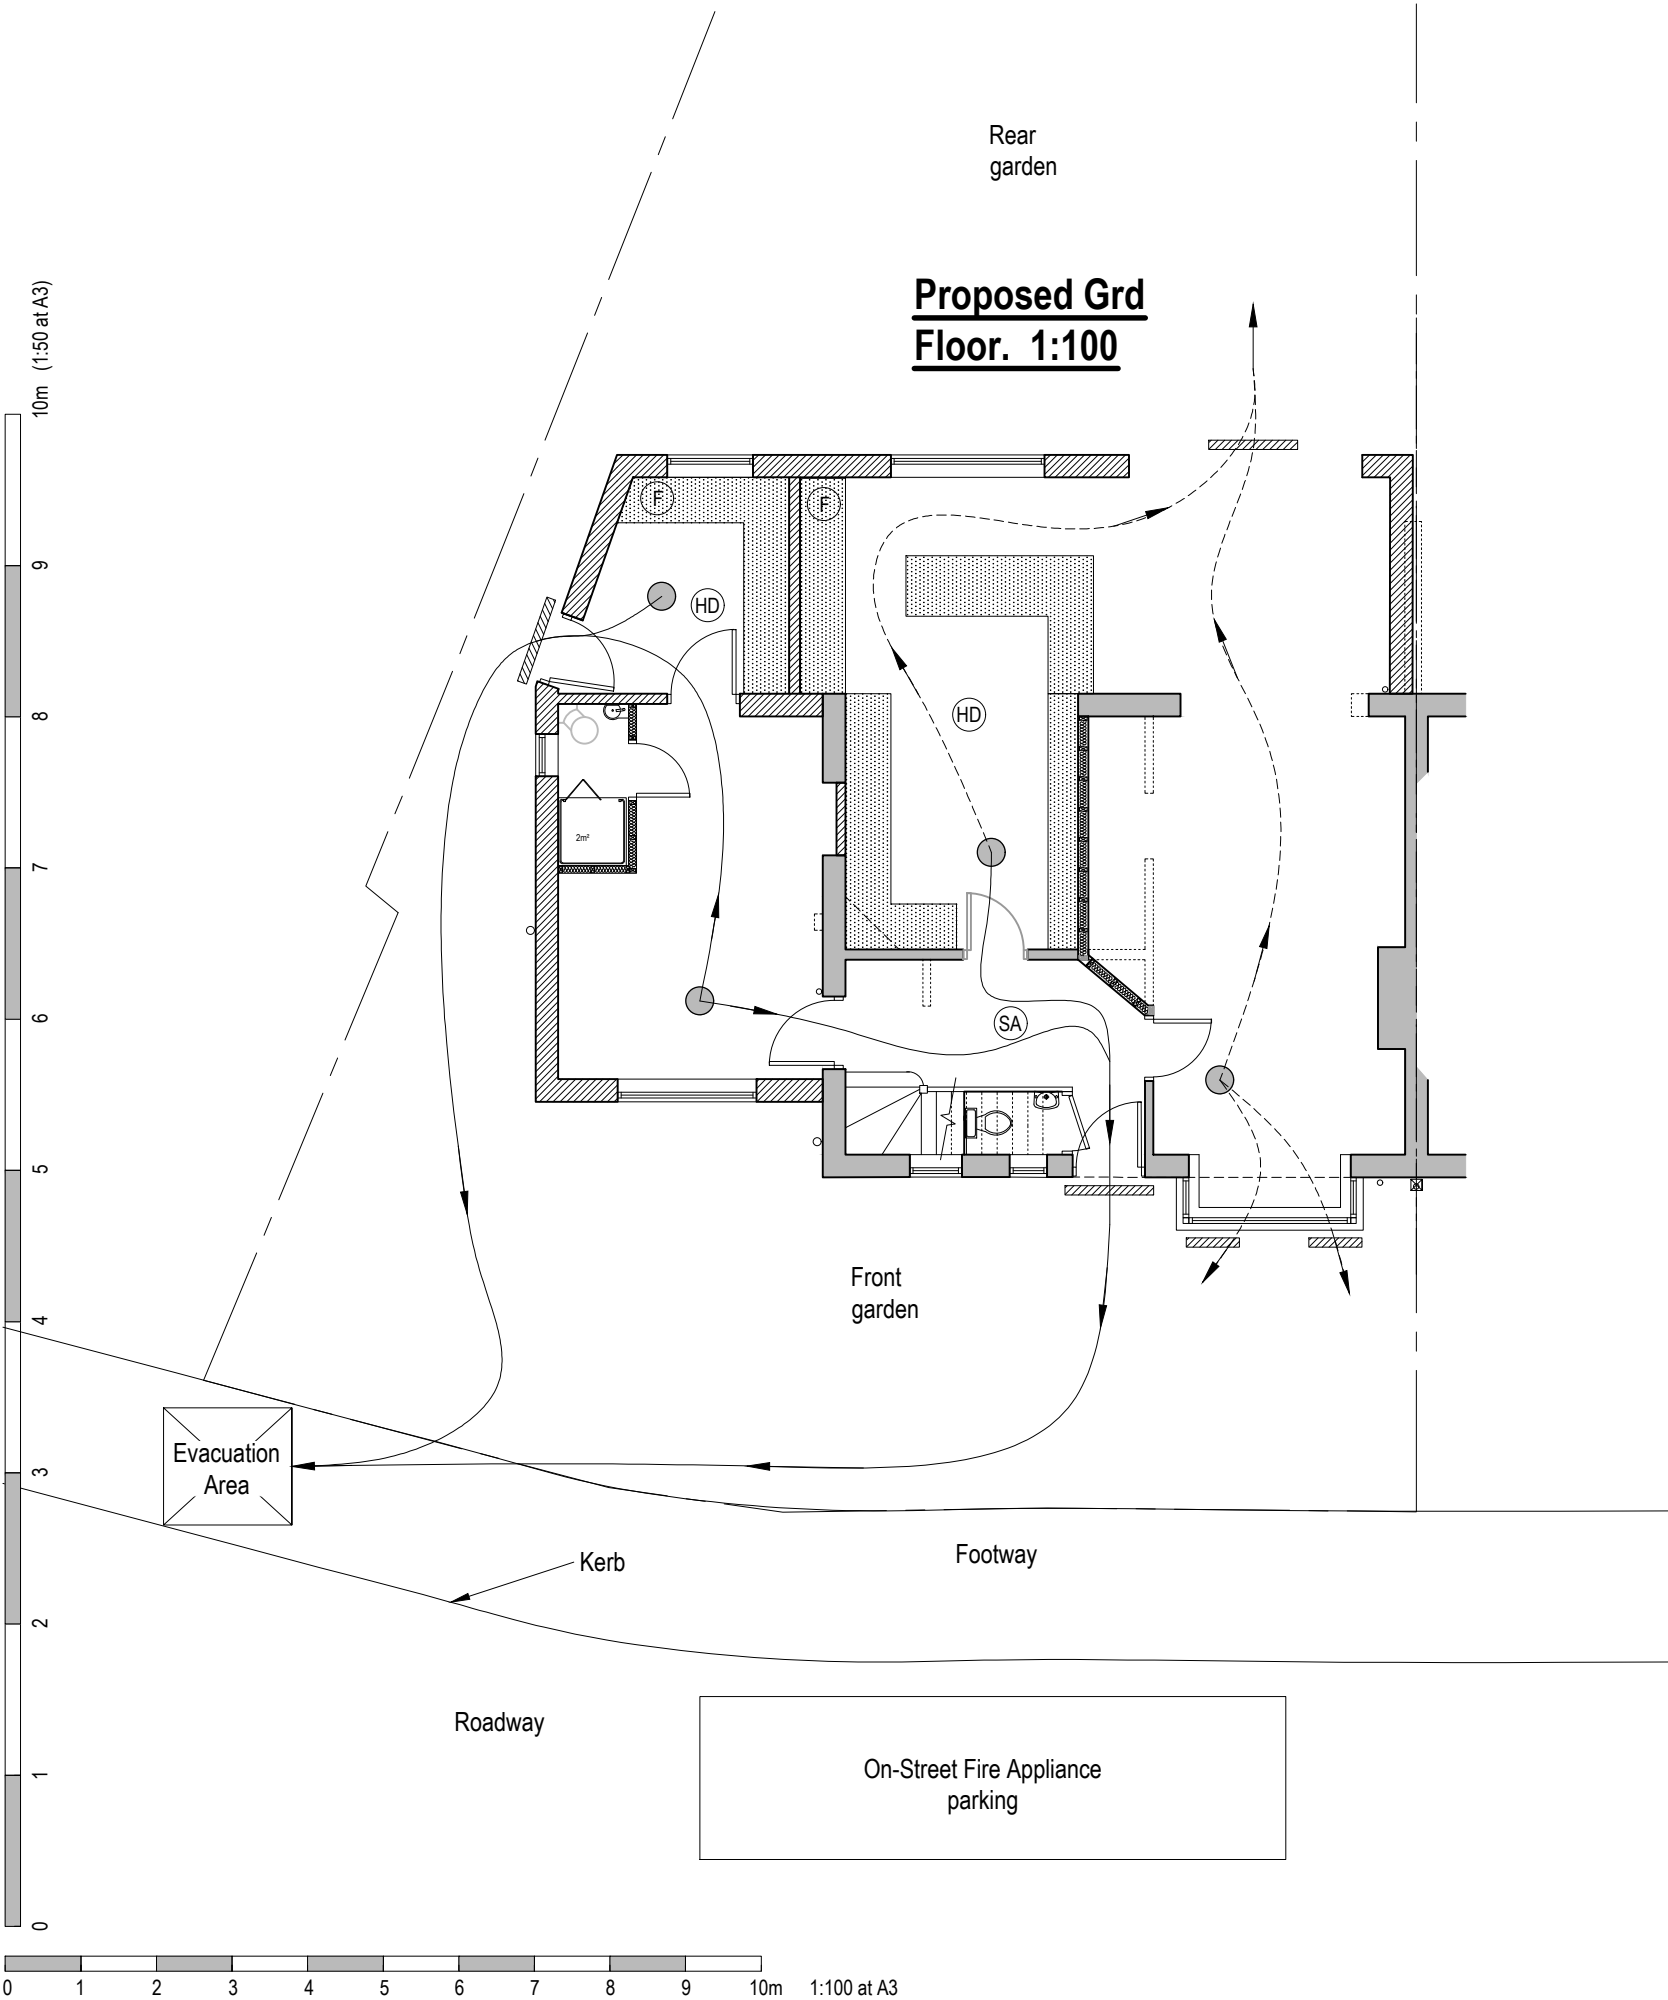 Rear
garden
Proposed Grd
Floor. 1:100
10m (1:50 at A3)
9
8
7
6
5
4
3
2
1
0
F
F
HD
HD
2m²
SA
Front
garden
Evacuation
Area
Kerb
Footway
Roadway
On-Street Fire Appliance
parking
0 1 2 3 4 5 6 7 8 9 10m 1:100 at A3